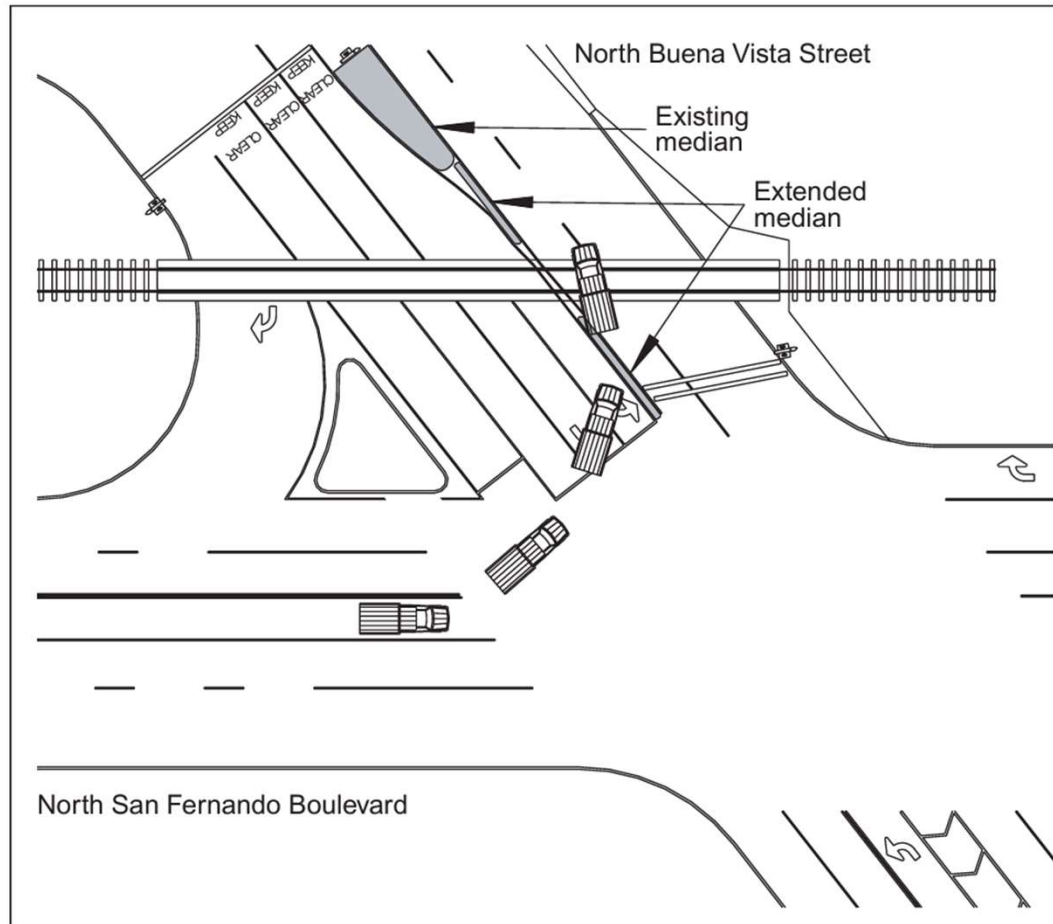 North Buena Vista Street
Existing
median
Extended
median
KEEP
KEEP
KEEP
CLEAR
CLEAR
CLEAR
North San Fernando Boulevard